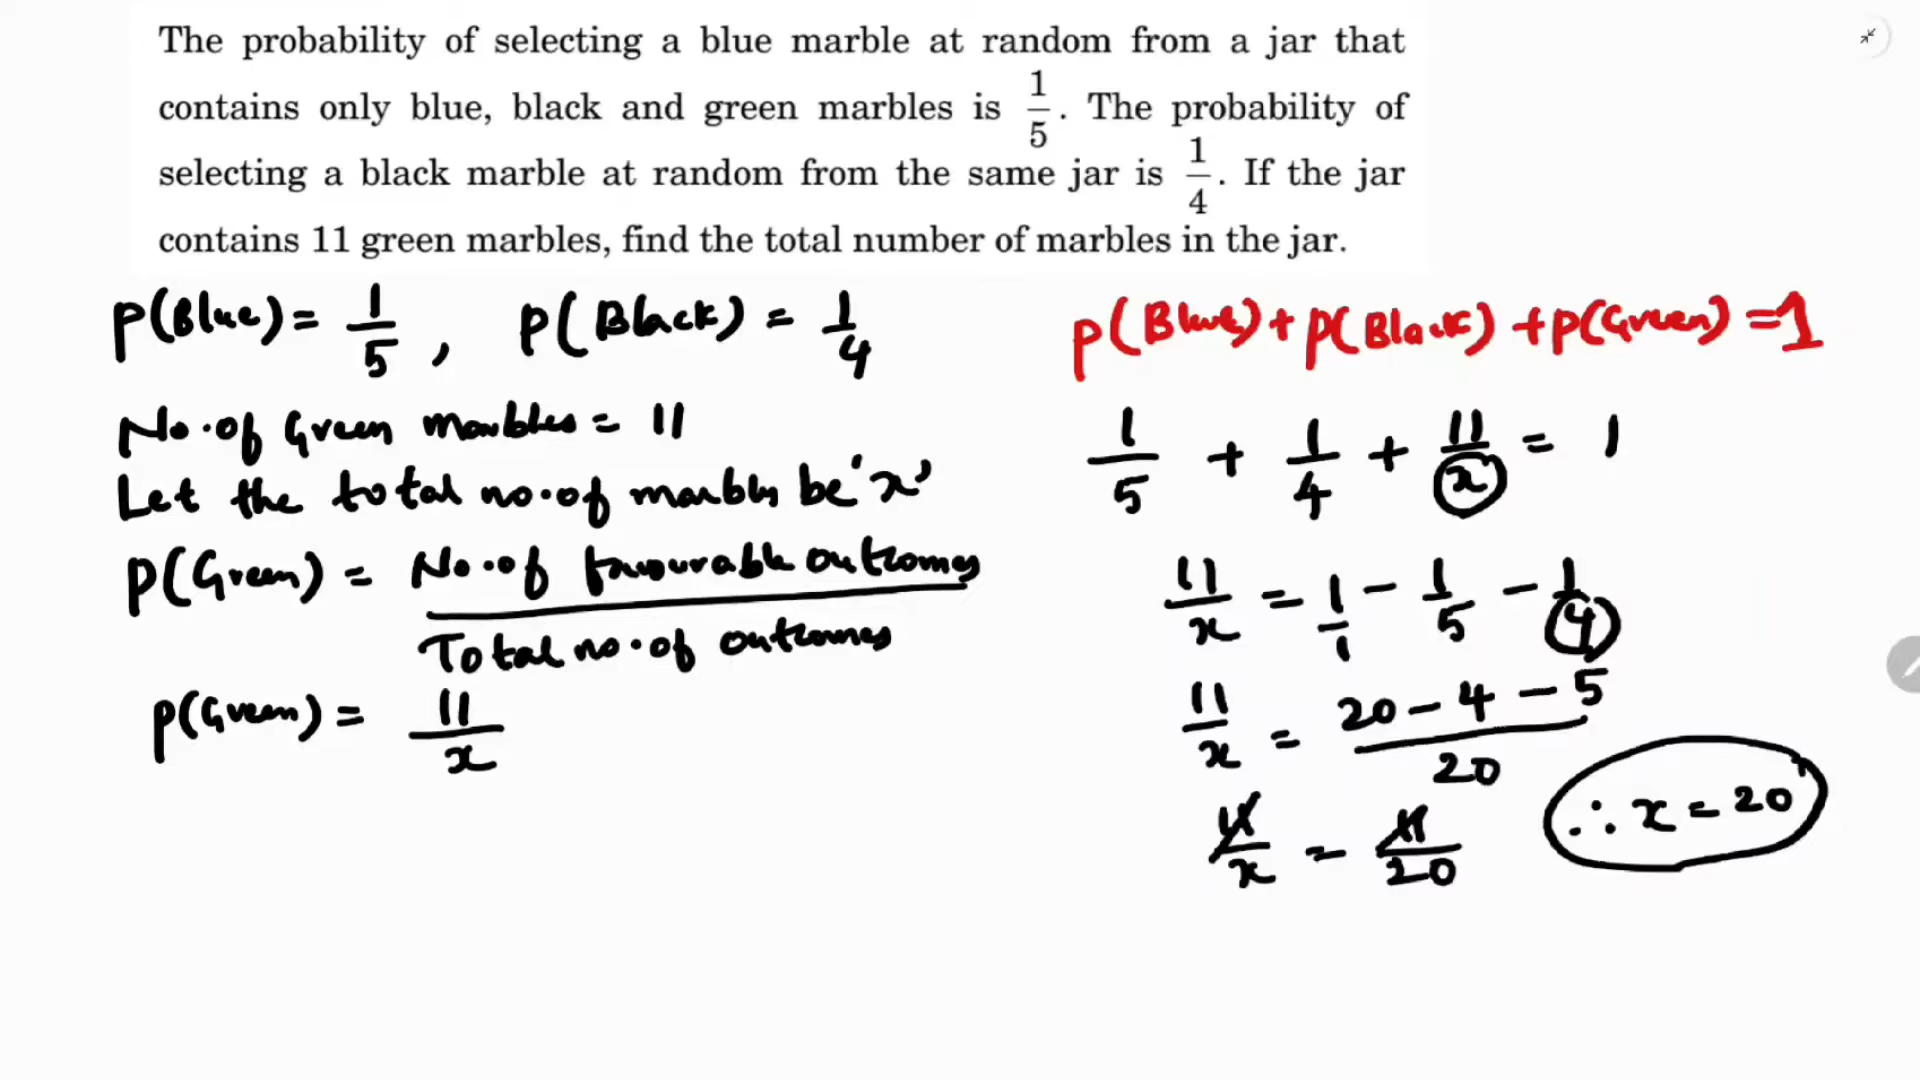 The probability of selecting a blue marble at random from a jar that
contains only blue, black and green marbles is 1/5. The probability of
selecting a black marble at random from the same jar is 1/4. If the jar
contains 11 green marbles, find the total number of marbles in the jar.
P(Blue) = 1/5 , P(Black) = 1/4
No. of Green marbles = 11
Let the total no. of marbles be 'x'
P(Green) = No. of favourable outcomes / Total no. of outcomes
P(Green) = 11/x
P(Blue) + P(Black) + P(Green) = 1
1/5 + 1/4 + 11/x = 1
11/x = 1/1 - 1/5 - 1/4
11/x = 20 - 4 - 5 / 20
11/x = 11/20
∴ x = 20